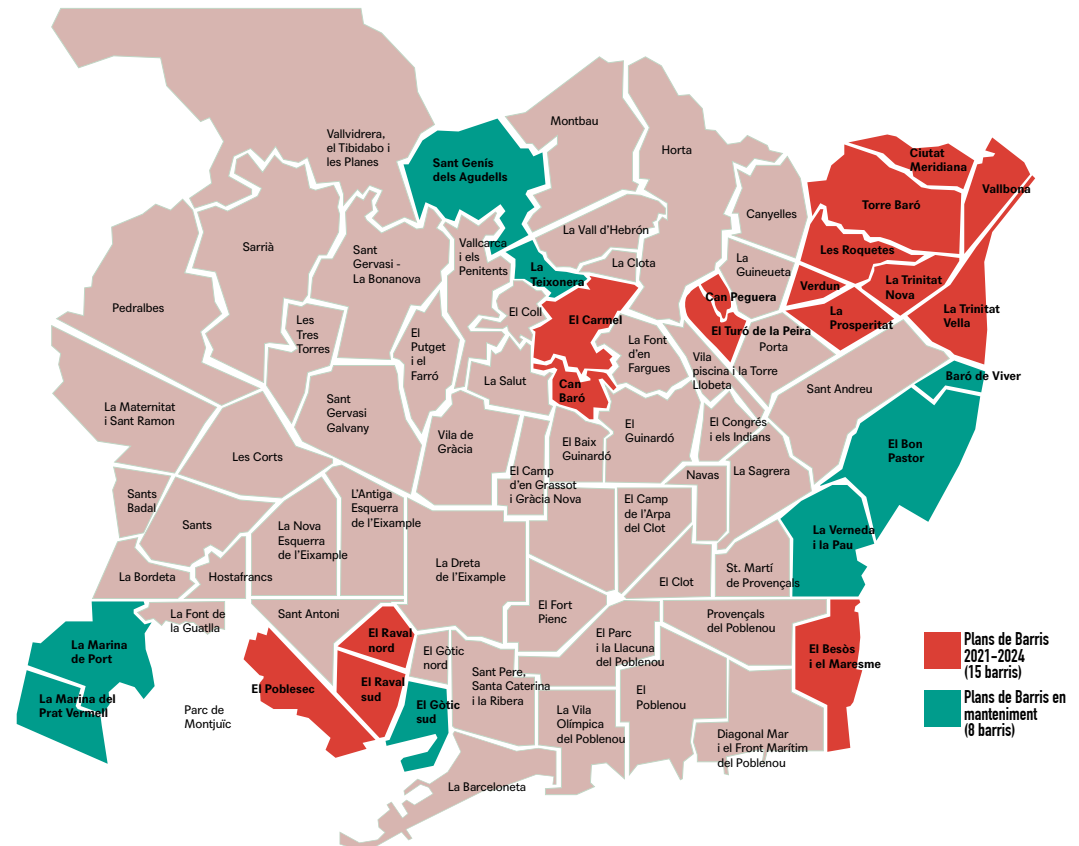 Montbau
Horta
Vallvidrera,
el Tibidabo i
les Planes
Sant Genís
dels Agudells
Ciutat
Meridiana
Vallbona
Torre Baró
Canyelles
La Vall d'Hebrón
Sarrià
Sant
Gervasi -
La Bonanova
Vallcarca
i els
Penitents
La
Teixonera
La Clota
La
Guineueta
Les Roquetes
Verdun
La Trinitat
Nova
Pedralbes
Les
Tres
Torres
El Coll
El Carmel
Can Peguera
El Turó de la Peira
La
Prosperitat
La Trinitat
Vella
El
Putget
i el
Farró
La Font
d'en
Fargues
Porta
Vila
piscina i la Torre
Llobeta
La Salut
Can
Baró
Sant Andreu
Baró de Viver
La Maternitat
i Sant Ramon
Sant
Gervasi
Galvany
Vila de
Gràcia
El Baix
Guinardó
El
Guinardó
El Congrés
i els Indians
El Bon
Pastor
Les Corts
El Camp
d'en Grassot
i Gràcia Nova
Navas
La Sagrera
Sants
Badal
Sants
La Nova
Esquerra
de l'Eixample
L'Antiga
Esquerra
de l'Eixample
El Camp
de l'Arpa
del Clot
La Verneda
i la Pau
La Bordeta
Hostafrancs
La Dreta
de l'Eixample
El Clot
St. Martí
de Provençals
La Font de
la Guatlla
Sant Antoni
El Fort
Pienc
Provençals
del Poblenou
La Marina
de Port
El Raval
nord
El Gòtic
nord
El Parc
i la Llacuna
del Poblenou
El Besòs
i el Maresme
La Marina del
Prat Vermell
Parc de
Montjuïc
El Poblesec
El Raval
sud
El Gòtic
sud
Sant Pere,
Santa Caterina
i la Ribera
La Vila
Olímpica
del Poblenou
El
Poblenou
Diagonal Mar
i el Front Marítim
del Poblenou
La Barceloneta
Plans de Barris
2021-2024
(15 barris)
Plans de Barris en
manteniment
(8 barris)